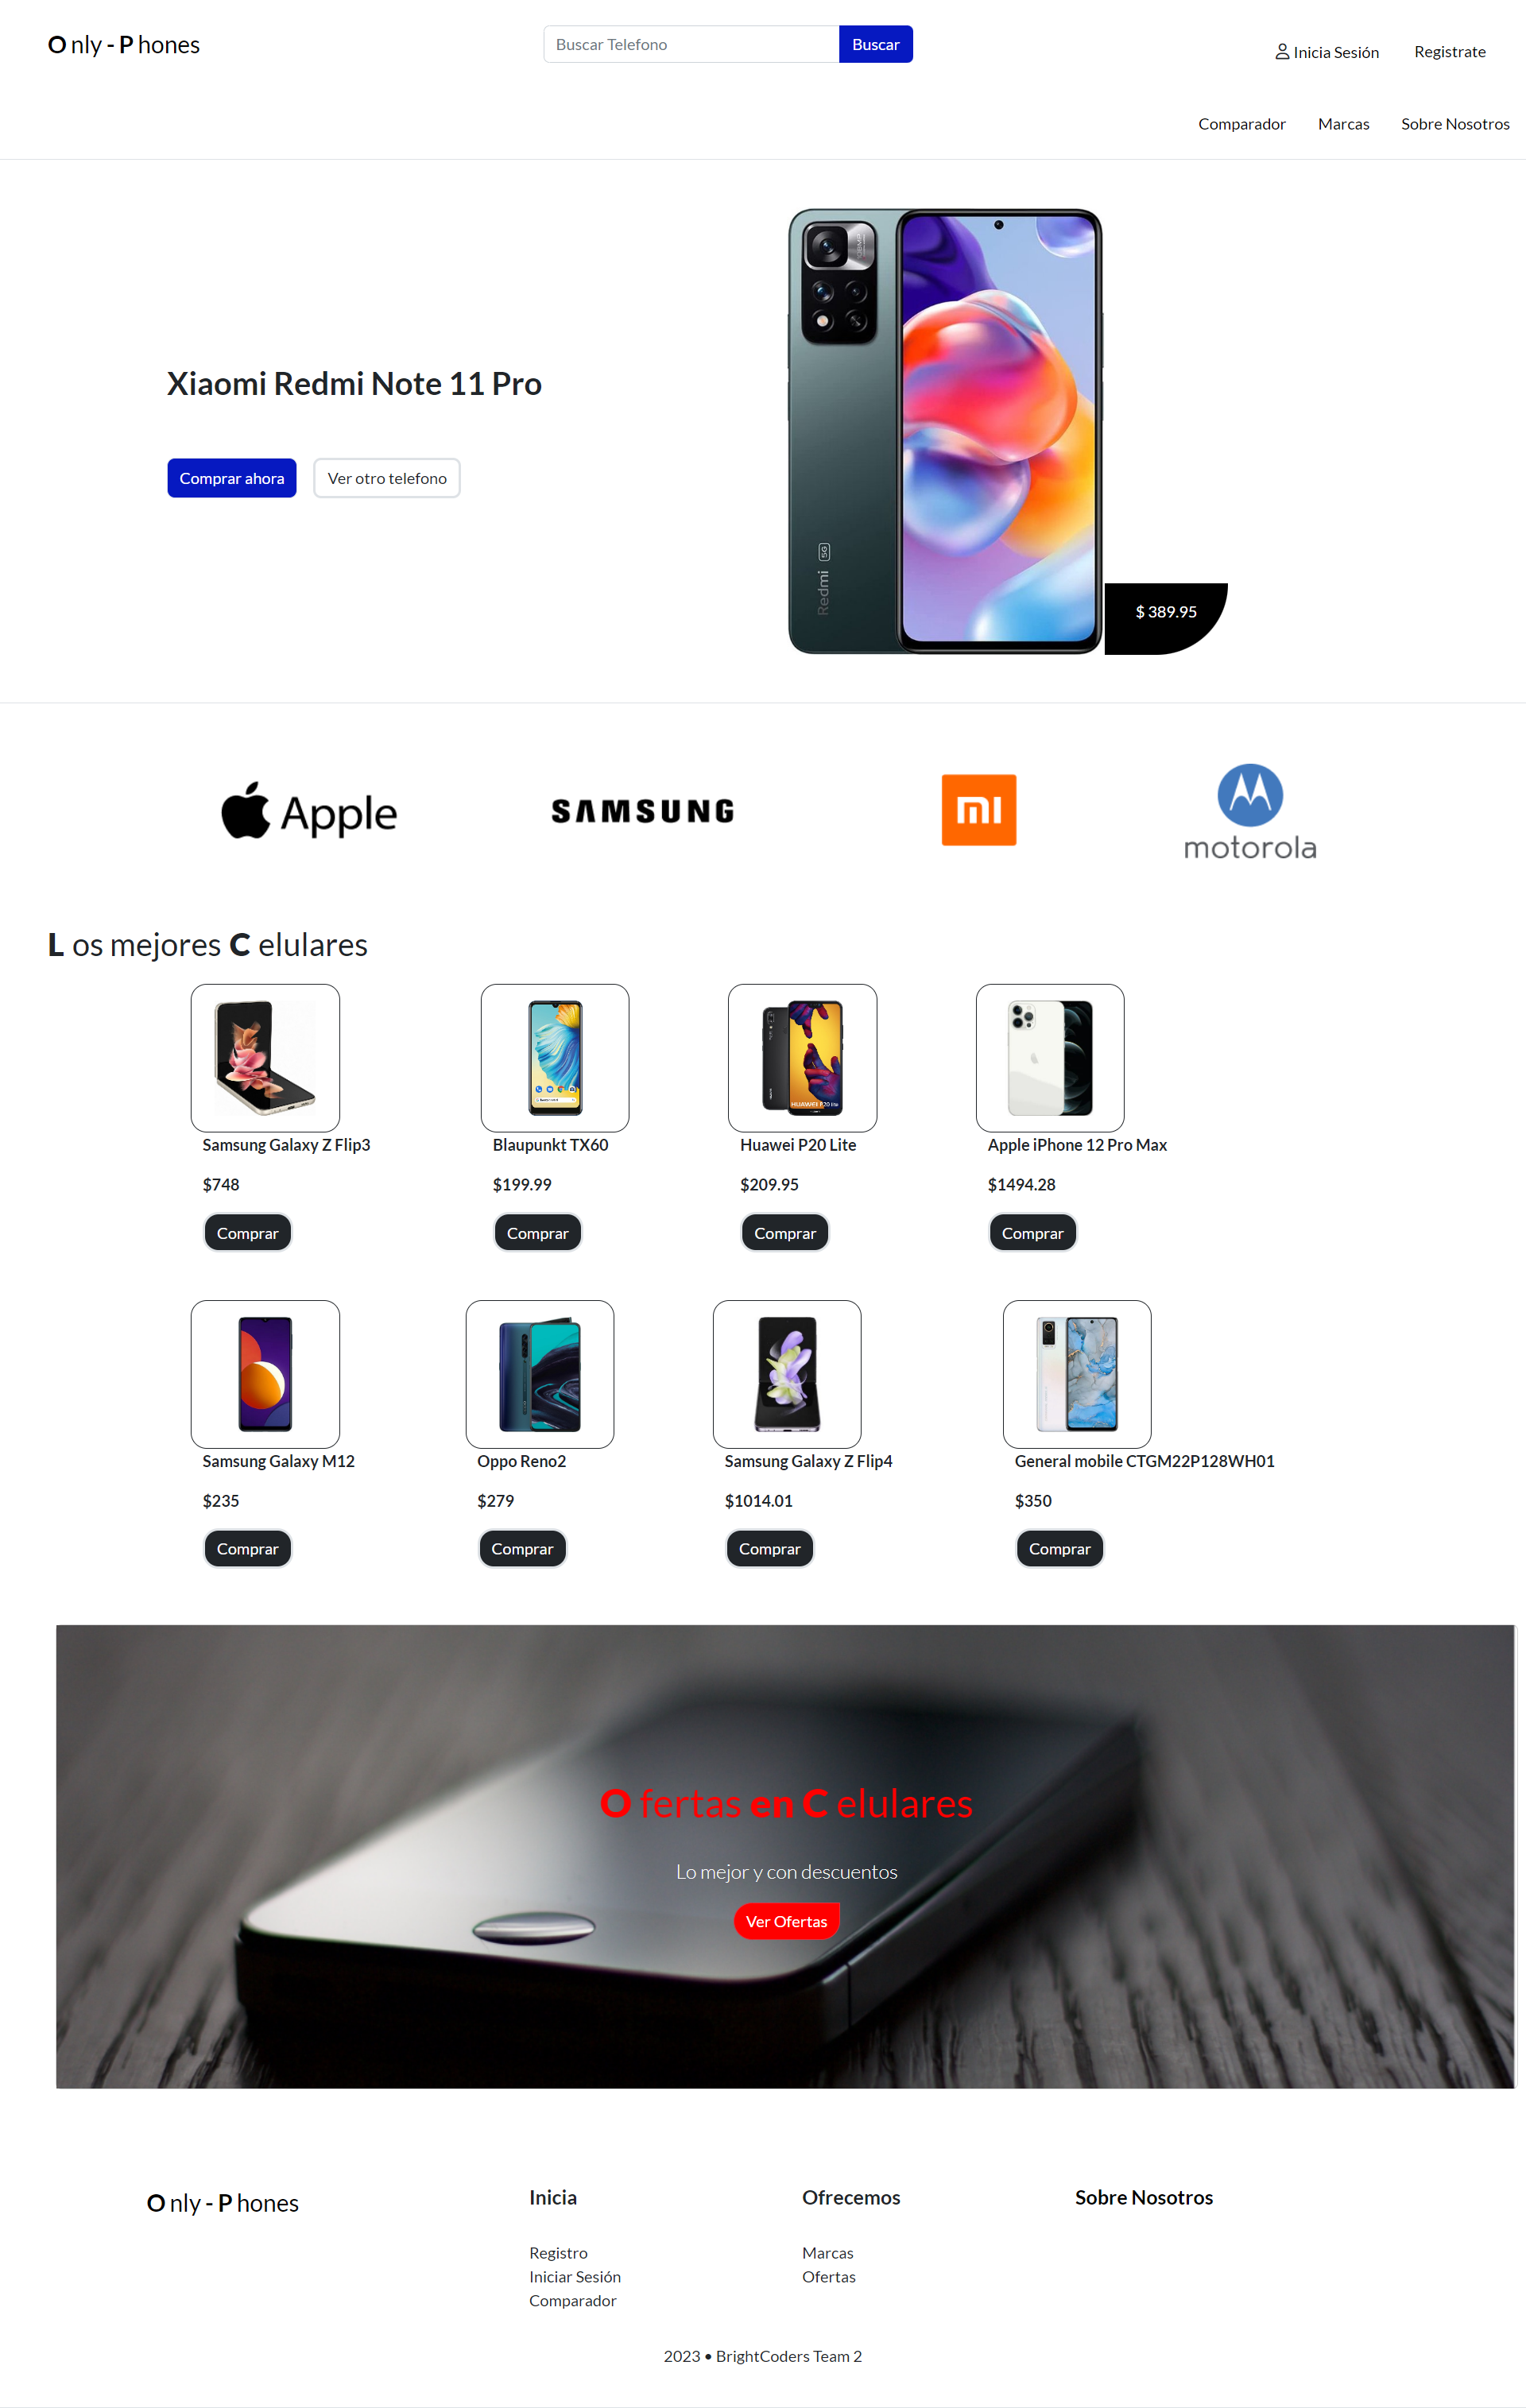 O nly - P hones
Buscar Telefono
Buscar
Inicia Sesión
Registrate
Comparador
Marcas
Sobre Nosotros
Xiaomi Redmi Note 11 Pro
Comprar ahora
Ver otro telefono
Redmi 5G
$ 389.95
Apple
SAMSUNG
mi
motorola
L os mejores C elulares
HUAWEI P20 lite
Samsung Galaxy Z Flip3
Blaupunkt TX60
Huawei P20 Lite
Apple iPhone 12 Pro Max
$748
$199.99
$209.95
$1494.28
Comprar
Comprar
Comprar
Comprar
Samsung Galaxy M12
Oppo Reno2
Samsung Galaxy Z Flip4
General mobile CTGM22P128WH01
$235
$279
$1014.01
$350
Comprar
Comprar
Comprar
Comprar
O fertas en C elulares
Lo mejor y con descuentos
Ver Ofertas
O nly - P hones
Inicia
Ofrecemos
Sobre Nosotros
Registro
Marcas
Iniciar Sesión
Ofertas
Comparador
2023 • BrightCoders Team 2